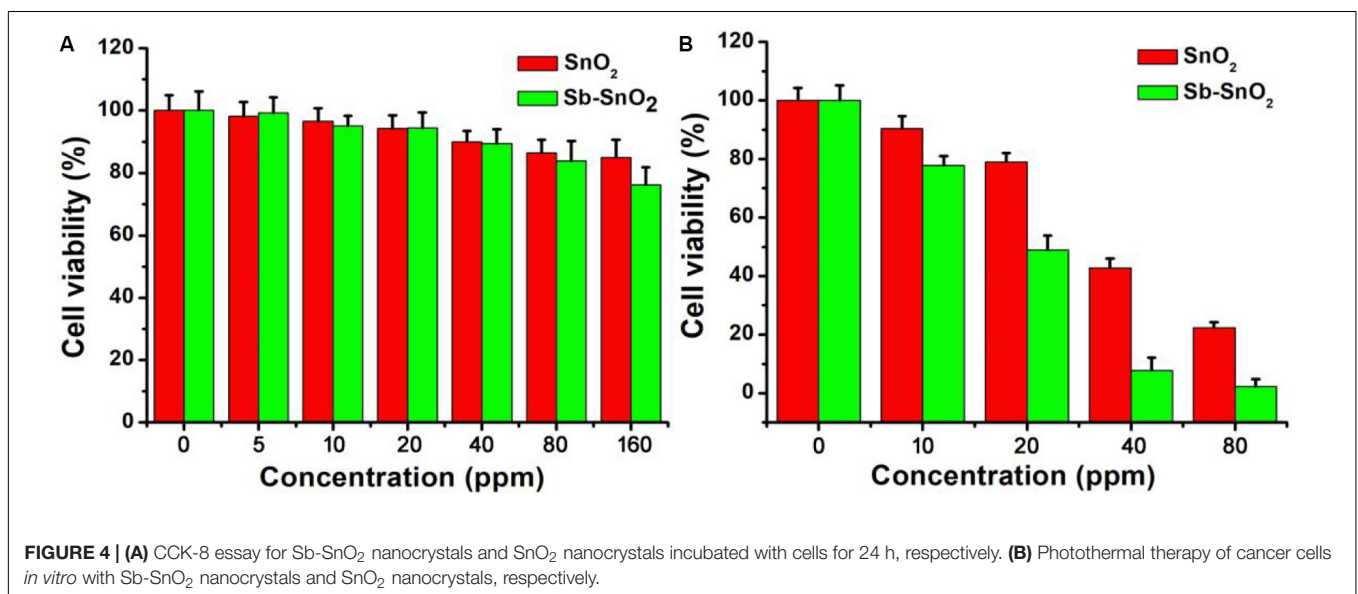 A
B
120
100
80
60
40
20
0
Cell viability (%)
SnO₂
Sb-SnO₂
0 5 10 20 40 80 160
Concentration (ppm)
120
100
80
60
40
20
0
Cell viability (%)
SnO₂
Sb-SnO₂
0 10 20 40 80
Concentration (ppm)
FIGURE 4 | (A) CCK-8 essay for Sb-SnO₂ nanocrystals and SnO₂ nanocrystals incubated with cells for 24 h, respectively. (B) Photothermal therapy of cancer cells
in vitro with Sb-SnO₂ nanocrystals and SnO₂ nanocrystals, respectively.